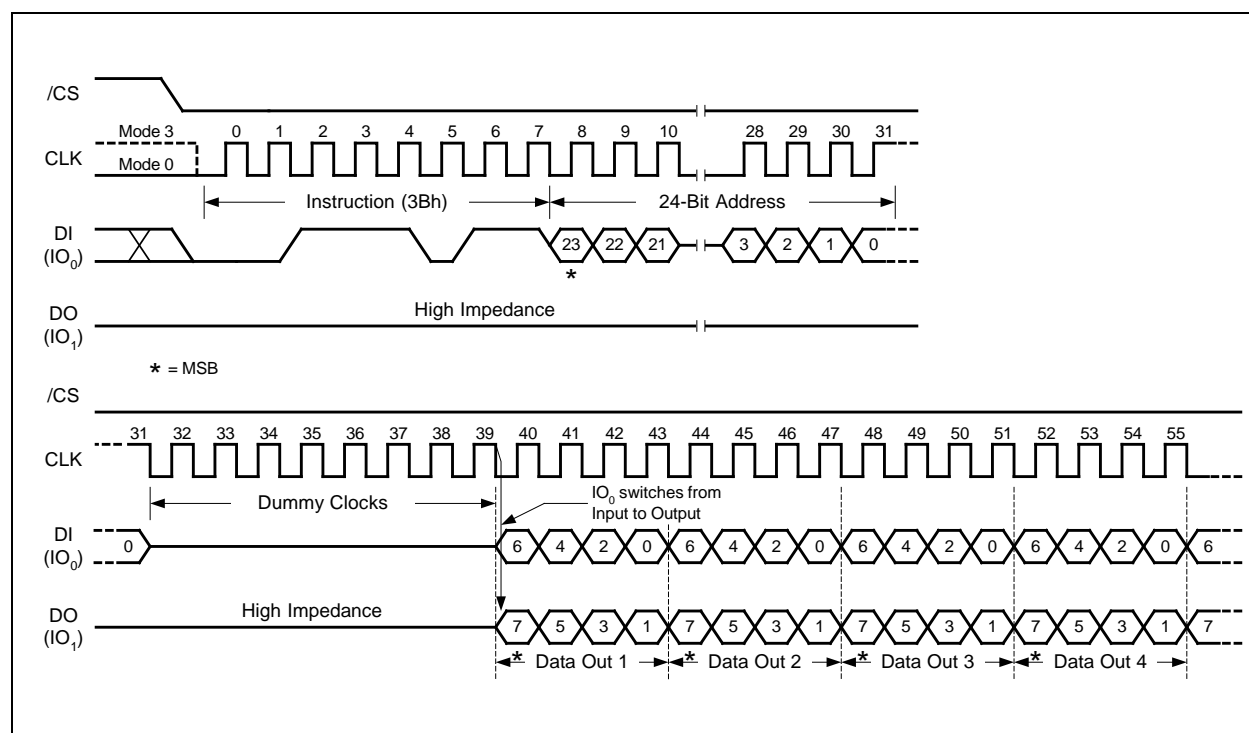 /CS
Mode 3 0 1 2 3 4 5 6 7 8 9 10 28 29 30 31
CLK
Mode 0
Instruction (3Bh) 24-Bit Address
DI
(IO0) 23 22 21 3 2 1 0
*
High Impedance
DO
(IO1)
* = MSB
/CS
31 32 33 34 35 36 37 38 39 40 41 42 43 44 45 46 47 48 49 50 51 52 53 54 55
CLK
Dummy Clocks
IO0 switches from
Input to Output
DI
(IO0) 0 6 4 2 0 6 4 2 0 6 4 2 0 6 4 2 0 6
High Impedance
DO
(IO1) 7 5 3 1 7 5 3 1 7 5 3 1 7 5 3 1 7
* Data Out 1 * Data Out 2 * Data Out 3 * Data Out 4